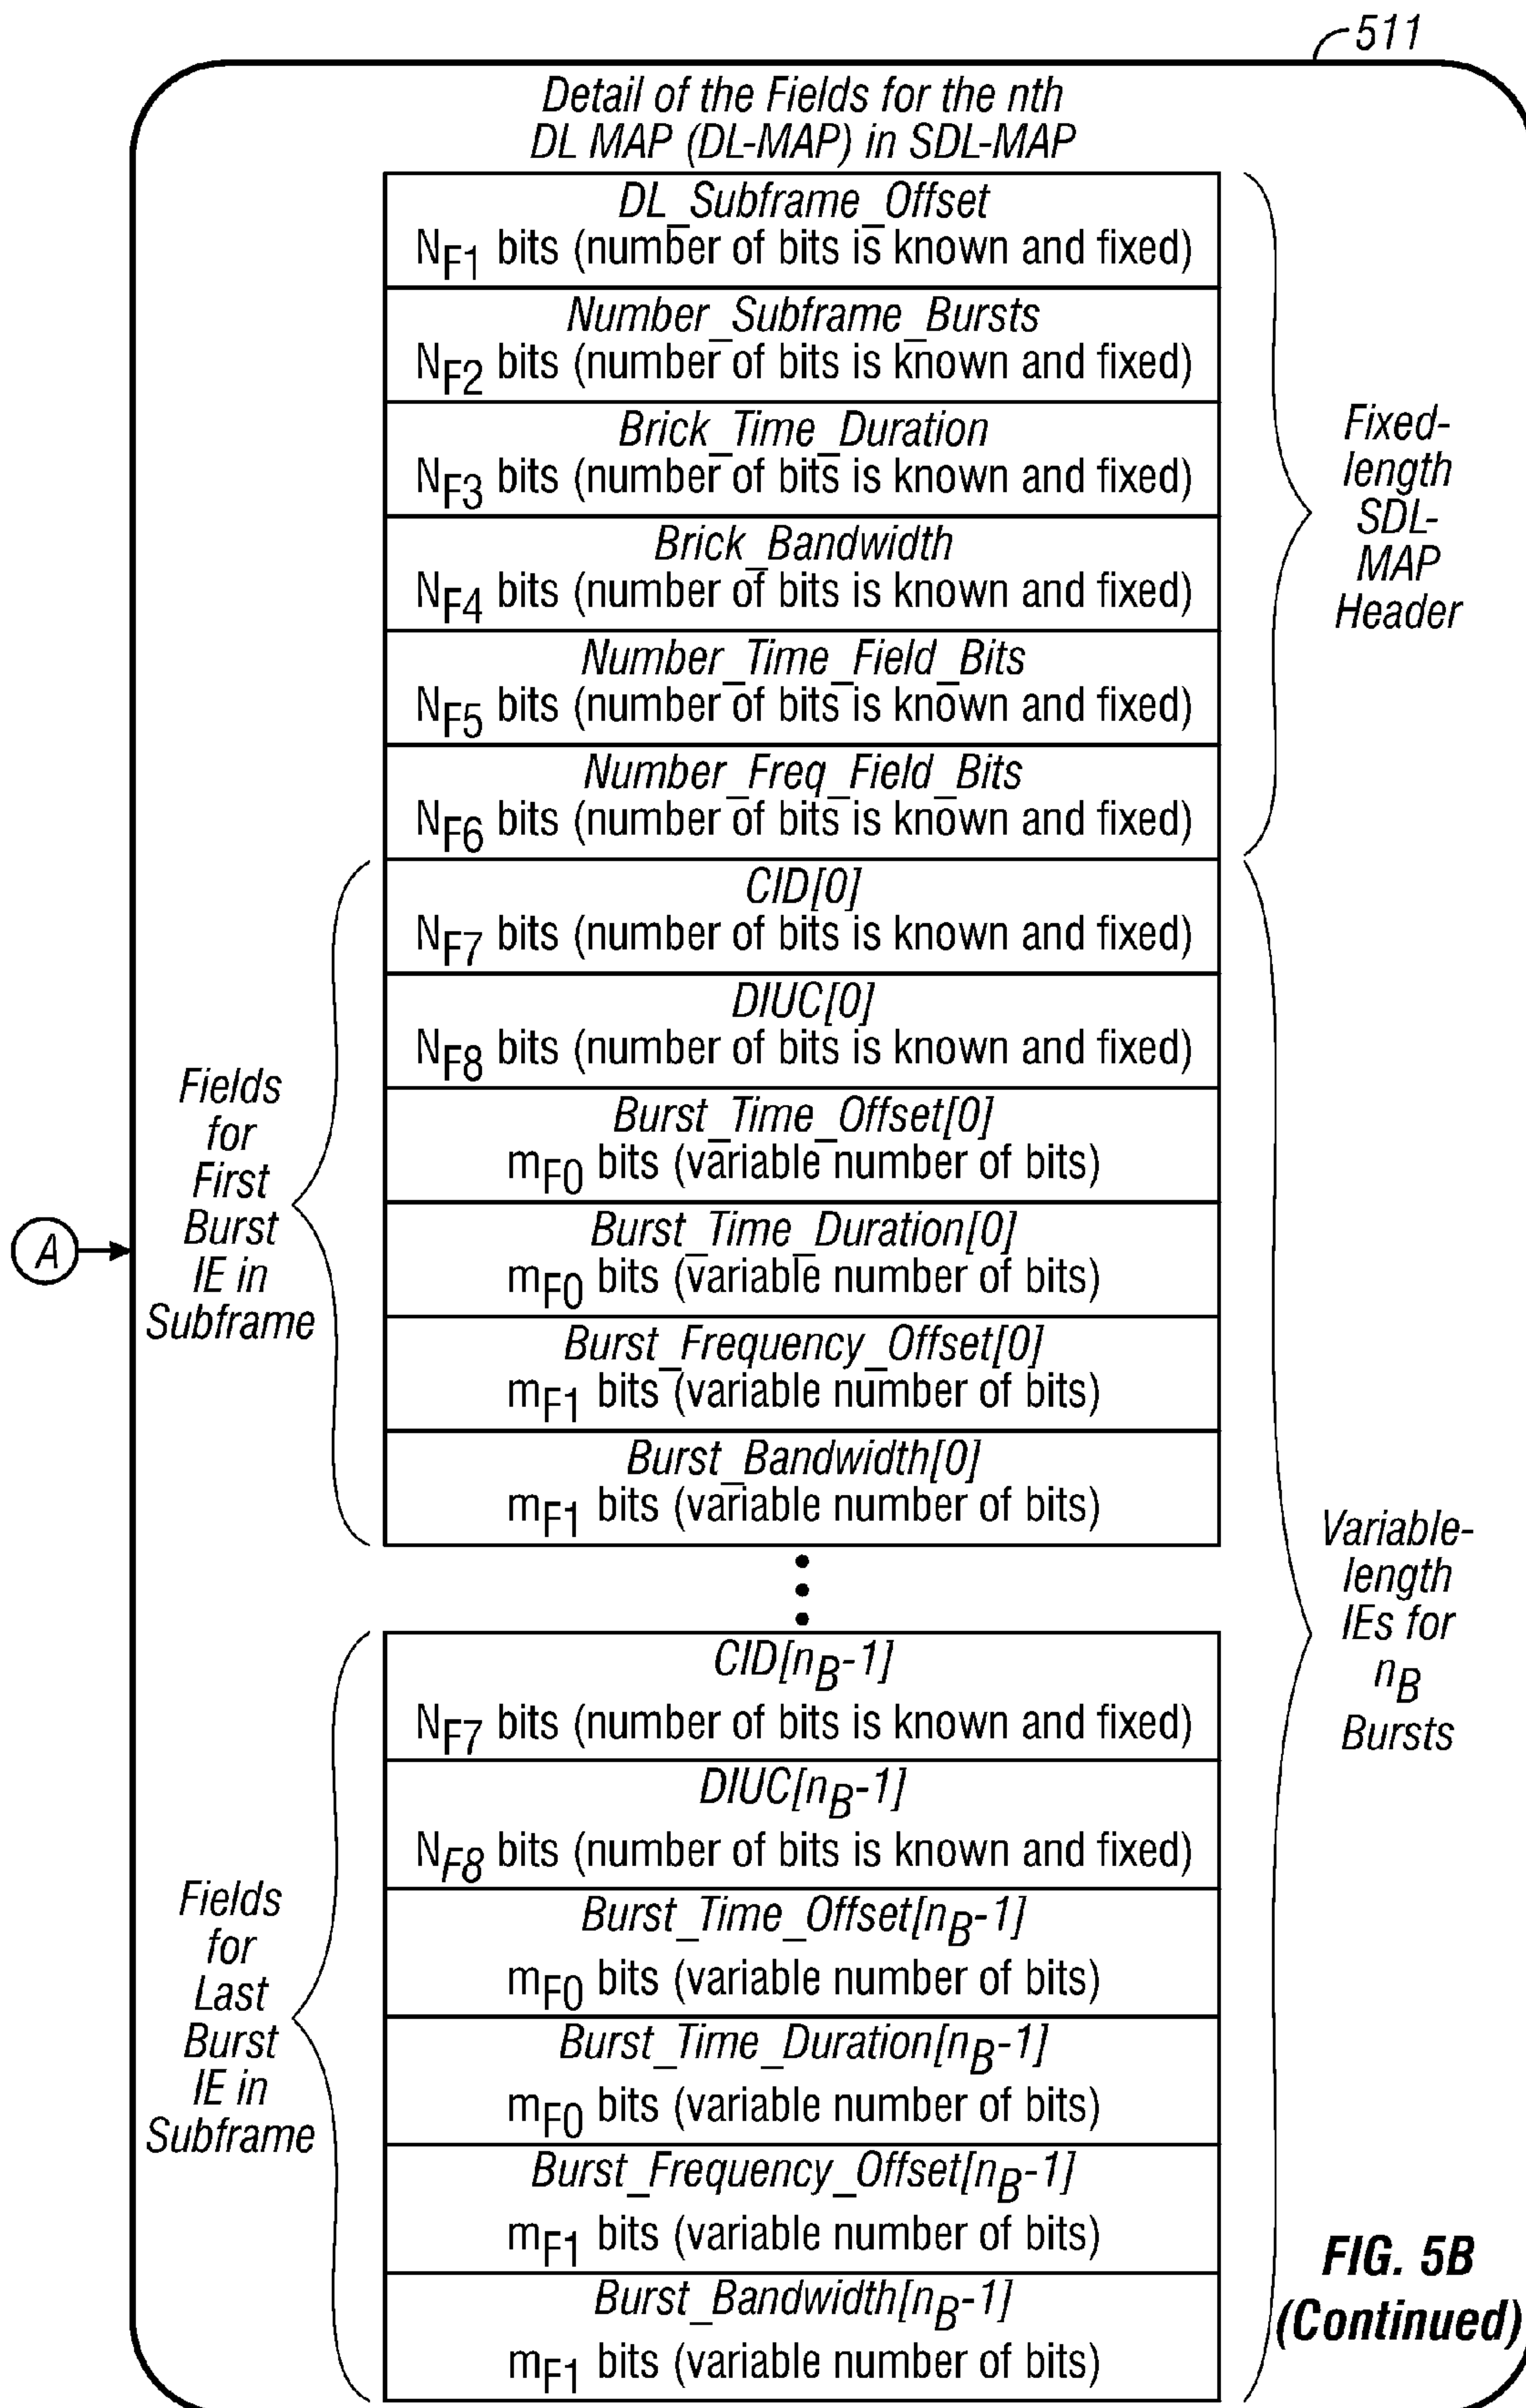 511
Detail of the Fields for the nth
DL MAP (DL-MAP) in SDL-MAP
DL_Subframe_Offset
NF1 bits (number of bits is known and fixed)
Number_Subframe_Bursts
NF2 bits (number of bits is known and fixed)
Brick_Time_Duration
NF3 bits (number of bits is known and fixed)
Brick_Bandwidth
NF4 bits (number of bits is known and fixed)
Number_Time_Field_Bits
NF5 bits (number of bits is known and fixed)
Number_Freq_Field_Bits
NF6 bits (number of bits is known and fixed)
Fixed-
length
SDL-
MAP
Header
CID[0]
NF7 bits (number of bits is known and fixed)
DIUC[0]
NF8 bits (number of bits is known and fixed)
Burst_Time_Offset[0]
mF0 bits (variable number of bits)
Burst_Time_Duration[0]
mF0 bits (variable number of bits)
Burst_Frequency_Offset[0]
mF1 bits (variable number of bits)
Burst_Bandwidth[0]
mF1 bits (variable number of bits)
Fields
for
First
Burst
IE in
Subframe
A
CID[nB-1]
NF7 bits (number of bits is known and fixed)
DIUC[nB-1]
NF8 bits (number of bits is known and fixed)
Burst_Time_Offset[nB-1]
mF0 bits (variable number of bits)
Burst_Time_Duration[nB-1]
mF0 bits (variable number of bits)
Burst_Frequency_Offset[nB-1]
mF1 bits (variable number of bits)
Burst_Bandwidth[nB-1]
mF1 bits (variable number of bits)
Fields
for
Last
Burst
IE in
Subframe
Variable-
length
IEs for
nB
Bursts
FIG. 5B
(Continued)